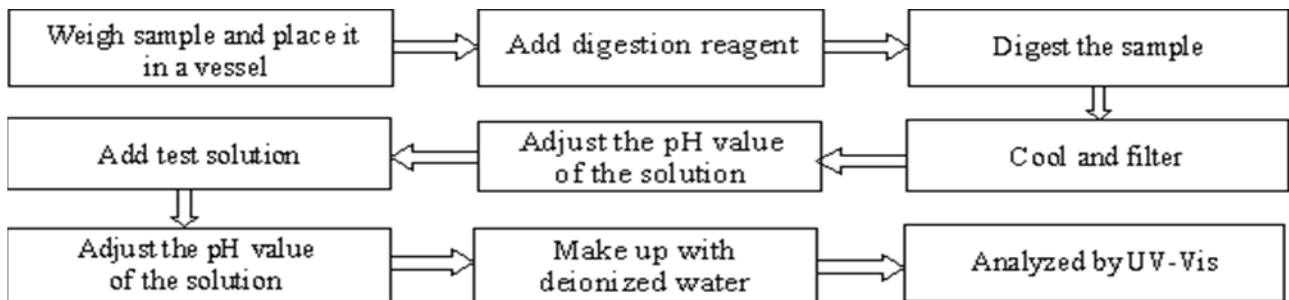 Weigh sample and place it
in a vessel
Add digestion reagent
Digest the sample
Cool and filter
Adjust the pH value
of the solution
Add test solution
Adjust the pH value
of the solution
Make up with
deionized water
Analyzed by UV-Vis